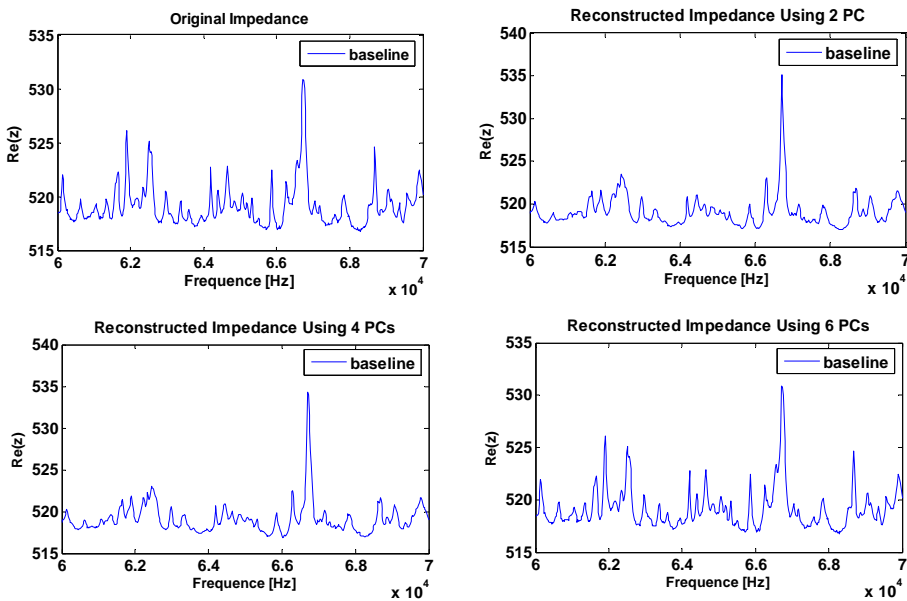 Original Impedance
535
530
525
520
515
Re(z)
baseline
6
6.2
6.4
6.6
6.8
7
Frequence [Hz]
x 10^4
Reconstructed Impedance Using 2 PC
540
535
530
525
520
515
Re(z)
baseline
6
6.2
6.4
6.6
6.8
7
Frequence [Hz]
x 10^4
Reconstructed Impedance Using 4 PCs
540
535
530
525
520
515
Re(z)
baseline
6
6.2
6.4
6.6
6.8
7
Frequence [Hz]
x 10^4
Reconstructed Impedance Using 6 PCs
535
530
525
520
515
Re(z)
baseline
6
6.2
6.4
6.6
6.8
7
Frequence [Hz]
x 10^4